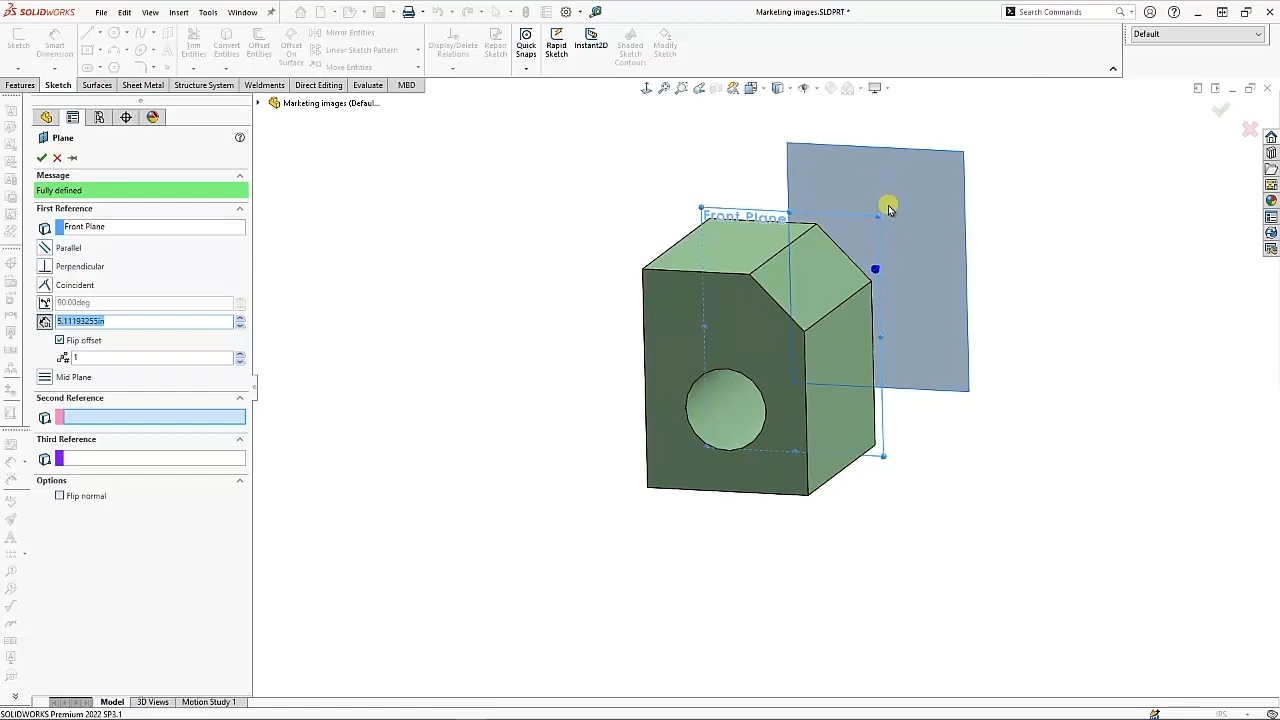 SOLIDWORKS File Edit View Insert Tools Window Marketing images.SLDPRT * Search Commands
Sketch Smart Dimension Trim Entities Convert Entities Offset Entities Offset On Surface Mirror Entities Linear Sketch Pattern Move Entities Display/Delete Relations Repair Sketch Quick Snaps Rapid Sketch Instant2D Shaded Sketch Contours Modify Sketch Default
Features Sketch Surfaces Sheet Metal Structure System Weldments Direct Editing Evaluate MBD
Marketing images (Defaul...
Plane
Message
Fully defined
First Reference
Front Plane
Parallel
Perpendicular
Coincident
90.00deg
5.11193255in
Flip offset
1
Mid Plane
Second Reference
Third Reference
Options
Flip normal
Front Plane
Model 3D Views Motion Study 1
SOLIDWORKS Premium 2022 SP3.1 IPS